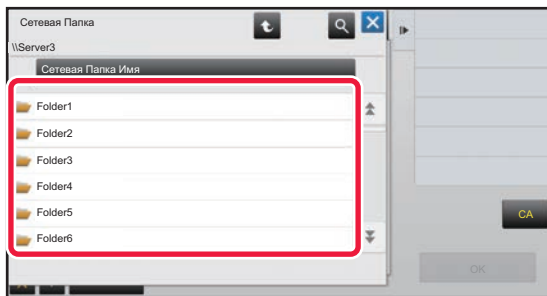 Сетевая Папка
\\Server3
Сетевая Папка Имя
Folder1
Folder2
Folder3
Folder4
Folder5
Folder6
CA
OK